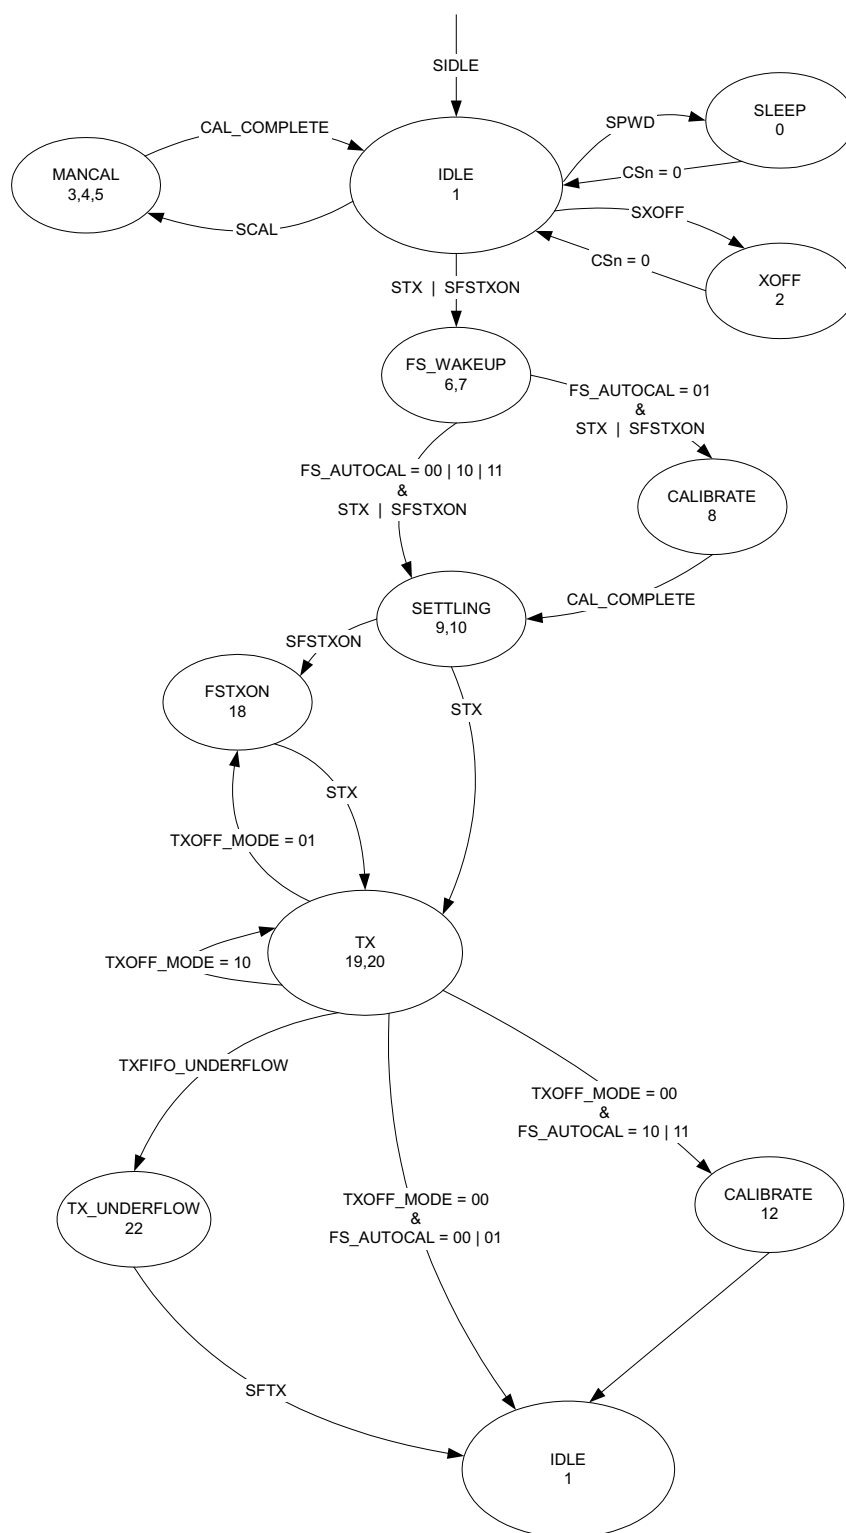 SIDLE
SLEEP
0
SPWD
CAL_COMPLETE
IDLE
1
MANCAL
3,4,5
CSn = 0
SCAL
SXOFF
CSn = 0
XOFF
2
STX | SFSTXON
FS_WAKEUP
6,7
FS_AUTOCAL = 01
&
STX | SFSTXON
FS_AUTOCAL = 00 | 10 | 11
&
STX | SFSTXON
CALIBRATE
8
SETTLING
9,10
CAL_COMPLETE
SFSTXON
FSTXON
18
STX
STX
TXOFF_MODE = 01
TX
19,20
TXOFF_MODE = 10
TXFIFO_UNDERFLOW
TXOFF_MODE = 00
&
FS_AUTOCAL = 10 | 11
TXOFF_MODE = 00
&
FS_AUTOCAL = 00 | 01
TX_UNDERFLOW
22
CALIBRATE
12
SFTX
IDLE
1